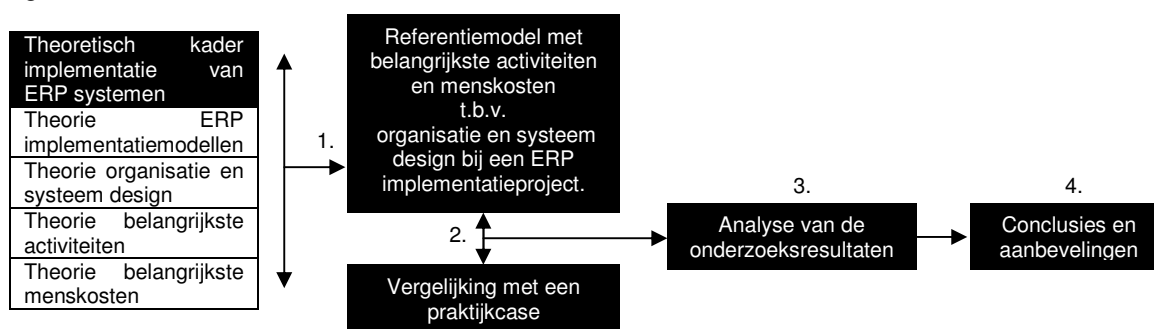 Theoretisch kader
implementatie van
ERP systemen
Theorie ERP
implementatiemodellen
Theorie organisatie en
systeem design
Theorie belangrijkste
activiteiten
Theorie belangrijkste
menskosten
1.
Referentiemodel met
belangrijkste activiteiten
en menskosten
t.b.v.
organisatie en systeem
design bij een ERP
implementatieproject.
2.
Vergelijking met een
praktijkcase
3.
Analyse van de
onderzoeksresultaten
4.
Conclusies en
aanbevelingen